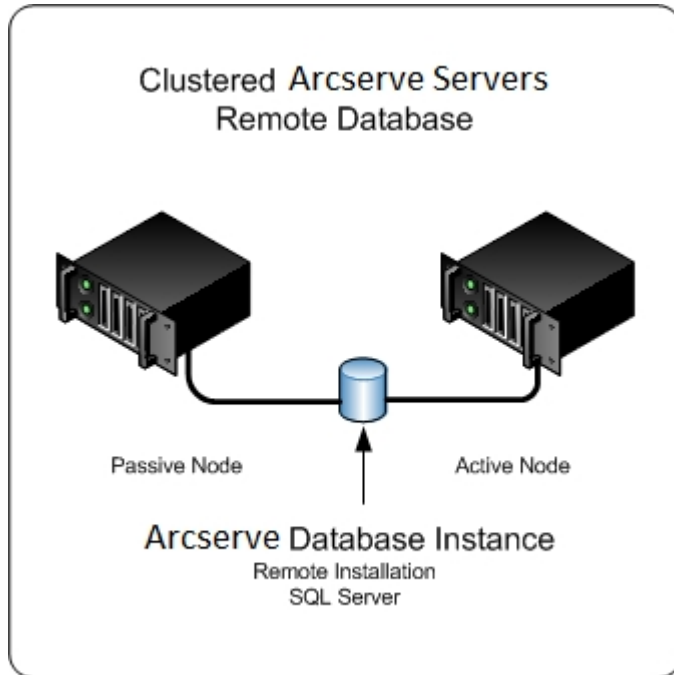 Clustered Arcserve Servers
Remote Database
Passive Node
Active Node
Arcserve Database Instance
Remote Installation
SQL Server